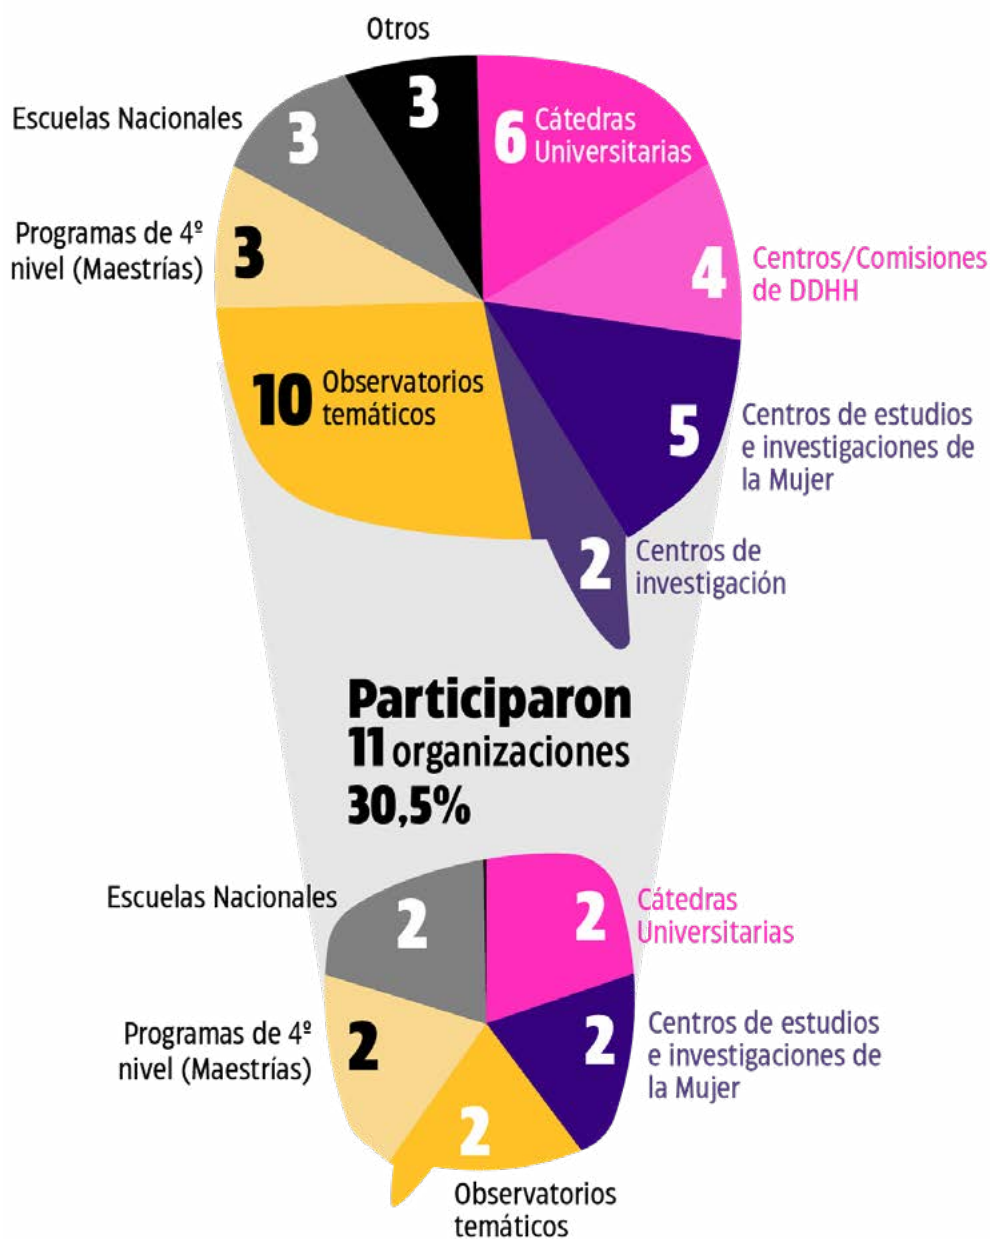 Otros
3
Escuelas Nacionales
3
6
Cátedras
Universitarias
Programas de 4º
nivel (Maestrías)
3
4
Centros/Comisiones
de DDHH
10
Observatorios
temáticos
5
Centros de estudios
e investigaciones de
la Mujer
2
Centros de
investigación
Participaron
11 organizaciones
30,5%
Escuelas Nacionales
2
2
Cátedras
Universitarias
Programas de 4º
nivel (Maestrías)
2
2
Centros de estudios
e investigaciones de
la Mujer
2
Observatorios
temáticos